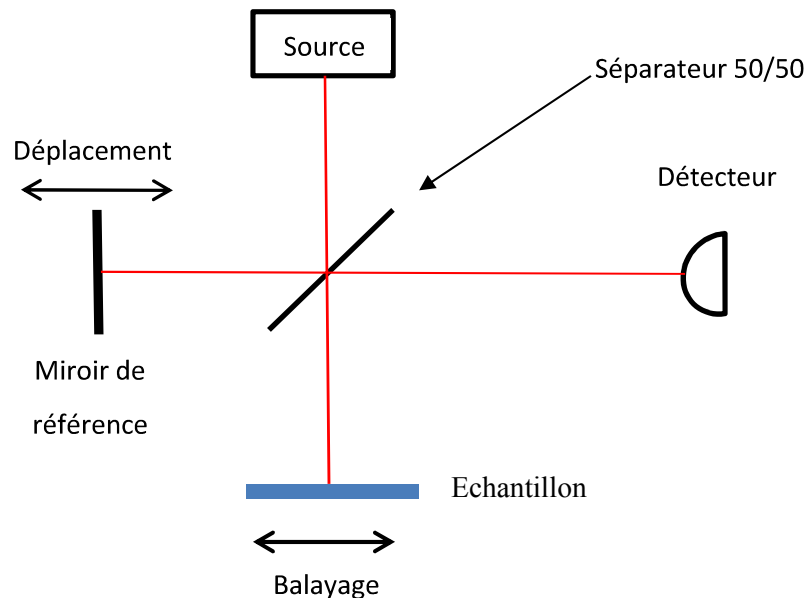 Source
Séparateur 50/50
Déplacement
Détecteur
Miroir de
référence
Echantillon
Balayage